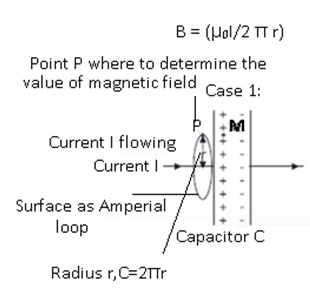 B = (μ₀I/2 π r)
Point P where to determine the
value of magnetic field
Case 1:
P
M
Current I flowing
r
Current I
Surface as Amperial
loop
Capacitor C
Radius r,C=2πr